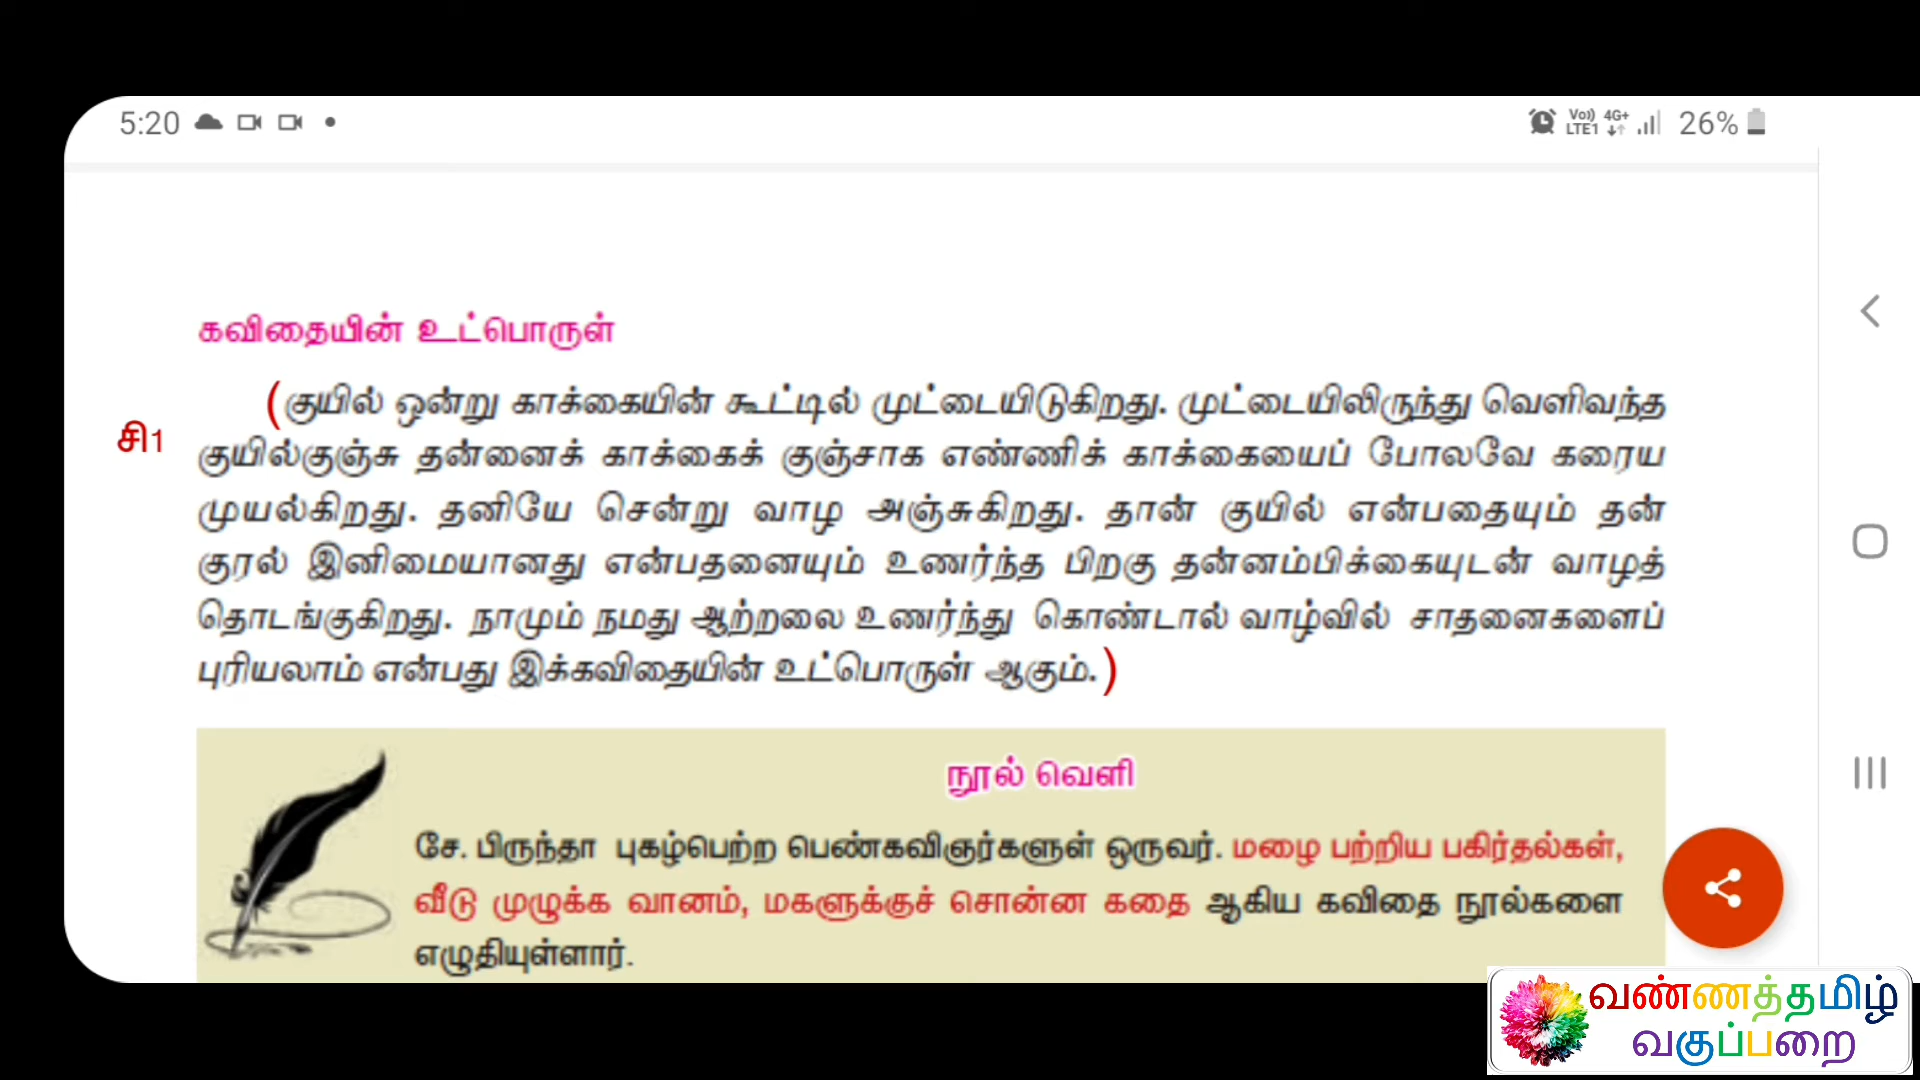 5:20
Vo)) 4G+
LTE1
26%
கவிதையின் உட்பொருள்
(குயில் ஒன்று காக்கையின் கூட்டில் முட்டையிடுகிறது. முட்டையிலிருந்து வெளிவந்த
சி1
குயில்குஞ்சு தன்னைக் காக்கைக் குஞ்சாக எண்ணிக் காக்கையைப் போலவே கரைய
முயல்கிறது. தனியே சென்று வாழ அஞ்சுகிறது. தான் குயில் என்பதையும் தன்
குரல் இனிமையானது என்பதனையும் உணர்ந்த பிறகு தன்னம்பிக்கையுடன் வாழத்
தொடங்குகிறது. நாமும் நமது ஆற்றலை உணர்ந்து கொண்டால் வாழ்வில் சாதனைகளைப்
புரியலாம் என்பது இக்கவிதையின் உட்பொருள் ஆகும்.)
நூல் வெளி
சே. பிருந்தா புகழ்பெற்ற பெண்கவிஞர்களுள் ஒருவர். மழை பற்றிய பகிர்தல்கள்,
வீடு முழுக்க வானம், மகளுக்குச் சொன்ன கதை ஆகிய கவிதை நூல்களை
எழுதியுள்ளார்.
வண்ணத்தமிழ்
வகுப்பறை